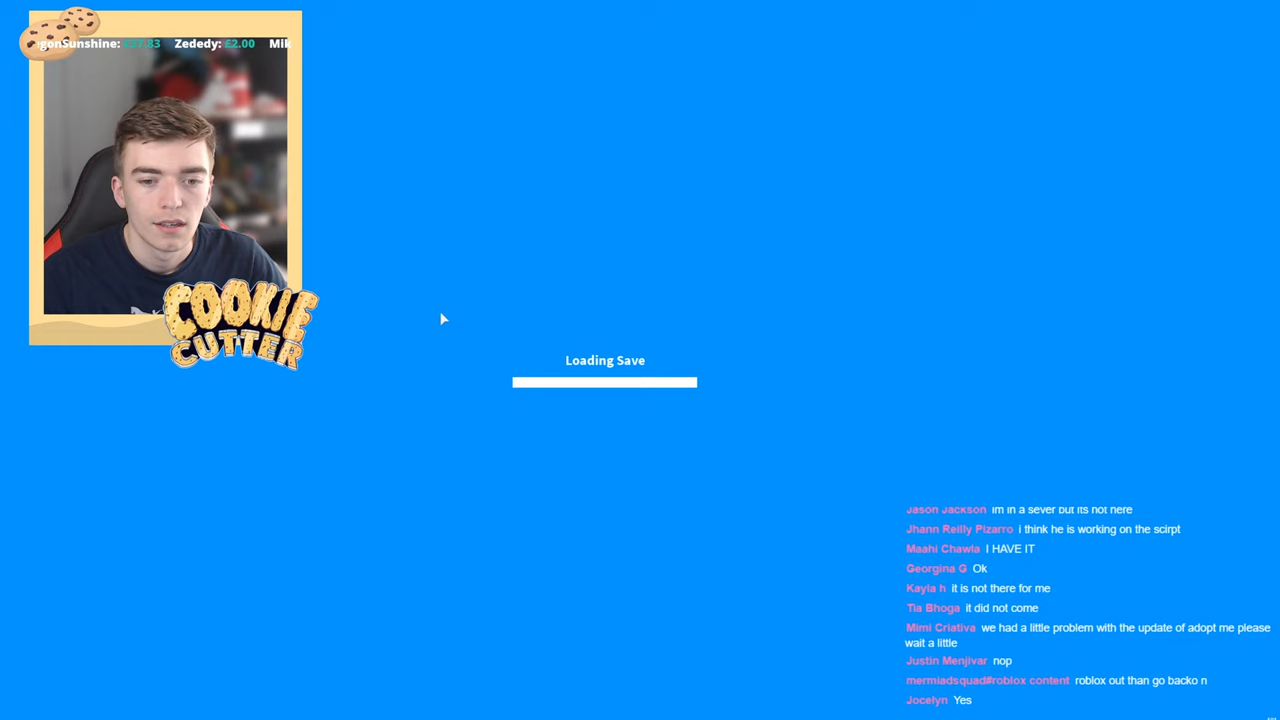 gonSunshine: £37.83 Zededy: £2.00 Mik
COOKIE
CUTTER
Loading Save
Jason Jackson im in a sever but its not here
Jhann Reilly Pizarro i think he is working on the scirpt
Maahi Chawla I HAVE IT
Georgina G Ok
Kayla h it is not there for me
Tia Bhoga it did not come
Mimi Criativa we had a little problem with the update of adopt me please
wait a little
Justin Menjivar nop
mermiadsquad#roblox content roblox out than go backo n
Jocelyn Yes